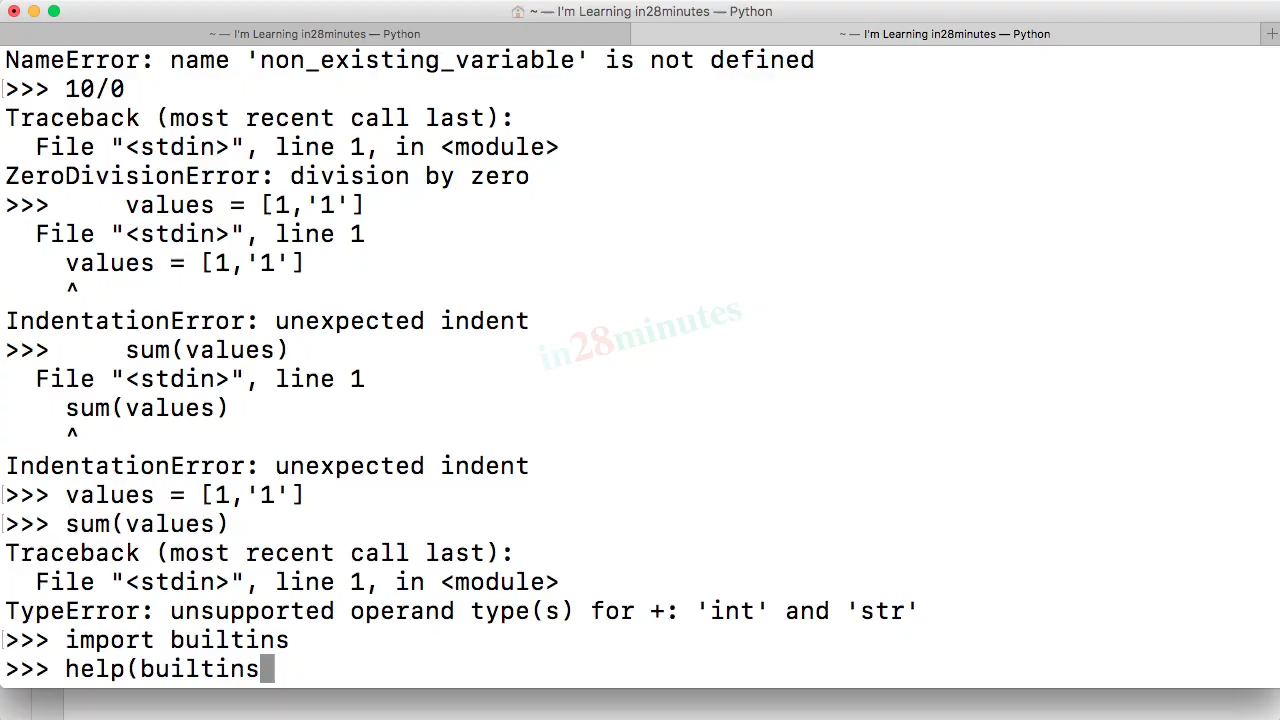 ~ — I'm Learning in28minutes — Python
~ — I'm Learning in28minutes — Python
~ — I'm Learning in28minutes — Python
NameError: name 'non_existing_variable' is not defined
>>> 10/0
Traceback (most recent call last):
  File "<stdin>", line 1, in <module>
ZeroDivisionError: division by zero
>>>     values = [1,'1']
  File "<stdin>", line 1
    values = [1,'1']
    ^
IndentationError: unexpected indent
>>>     sum(values)
  File "<stdin>", line 1
    sum(values)
    ^
IndentationError: unexpected indent
>>> values = [1,'1']
>>> sum(values)
Traceback (most recent call last):
  File "<stdin>", line 1, in <module>
TypeError: unsupported operand type(s) for +: 'int' and 'str'
>>> import builtins
>>> help(builtins
in28minutes